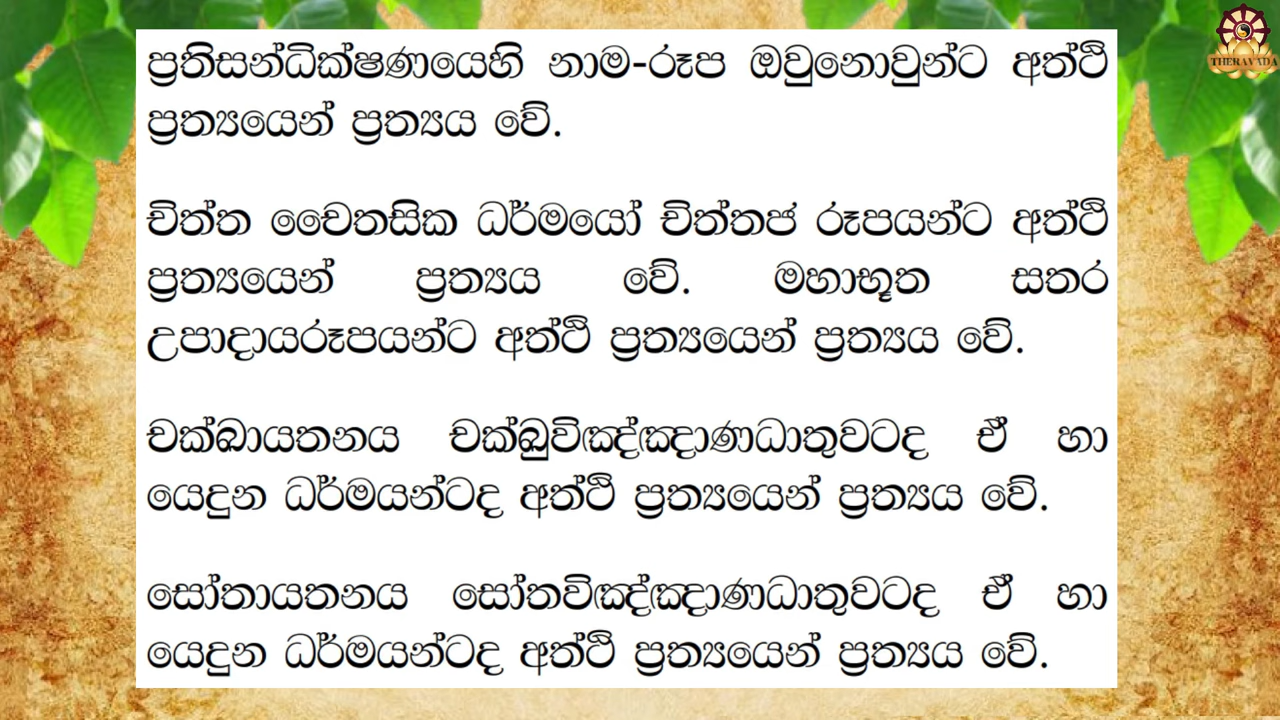 ප්‍රතිසන්ධික්ෂණයෙහි නාම-රූප ඔවුනොවුන්ට අත්ථි
ප්‍රත්‍යයෙන් ප්‍රත්‍යය වේ.
චිත්ත චෛතසික ධර්මයෝ චිත්තජ රූපයන්ට අත්ථි
ප්‍රත්‍යයෙන් ප්‍රත්‍යය වේ. මහාභූත සතර
උපාදායරූපයන්ට අත්ථි ප්‍රත්‍යයෙන් ප්‍රත්‍යය වේ.
චක්ඛායතනය චක්ඛුවිඤ්ඤාණධාතුවටද ඒ හා
යෙදුන ධර්මයන්ටද අත්ථි ප්‍රත්‍යයෙන් ප්‍රත්‍යය වේ.
සෝතායතනය සෝතවිඤ්ඤාණධාතුවටද ඒ හා
යෙදුන ධර්මයන්ටද අත්ථි ප්‍රත්‍යයෙන් ප්‍රත්‍යය වේ.
THERAVADA